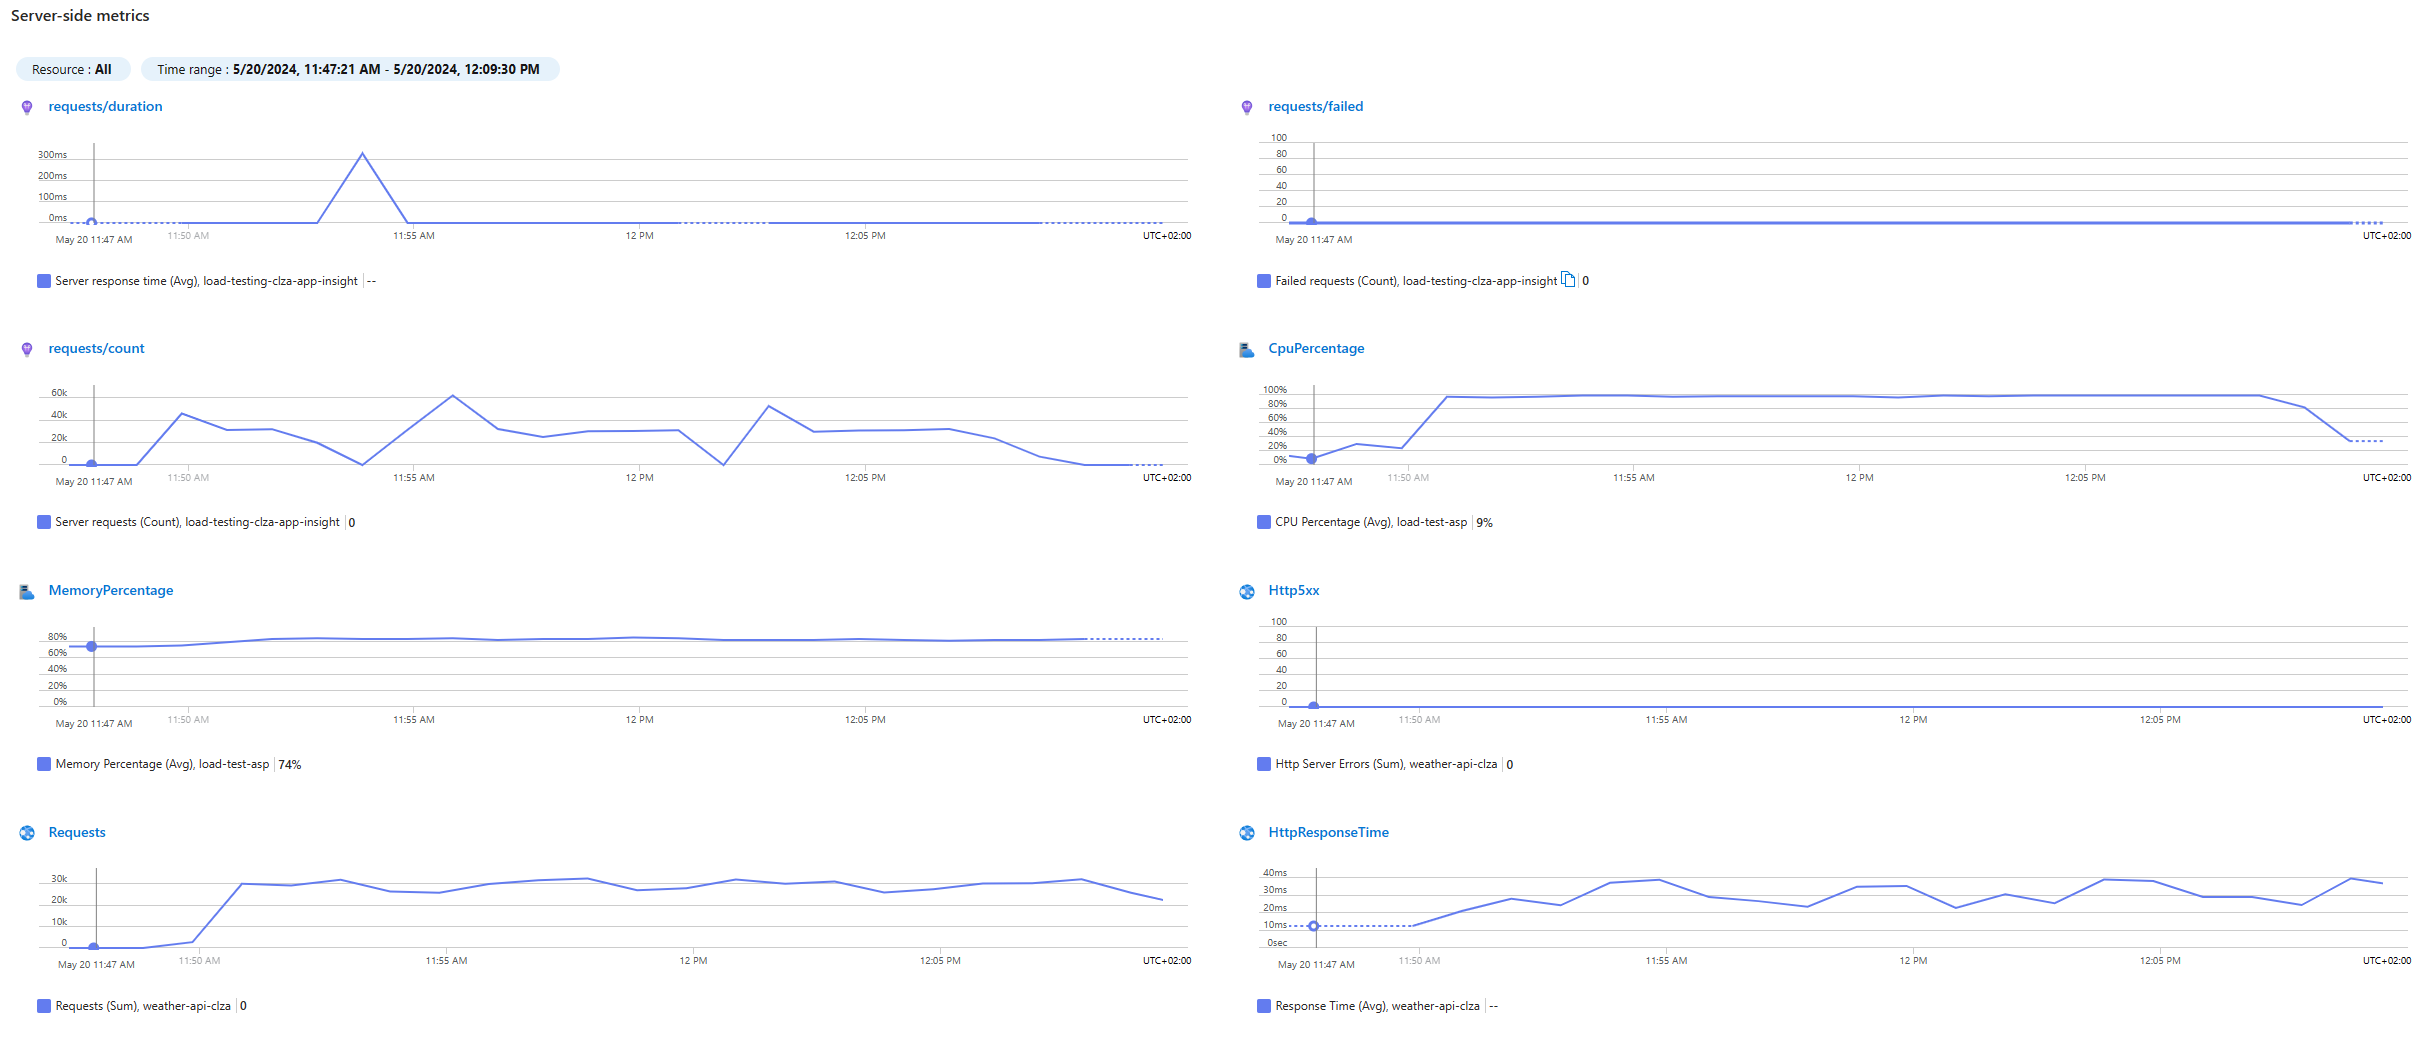 Server-side metrics
Resource : All
Time range : 5/20/2024, 11:47:21 AM - 5/20/2024, 12:09:30 PM
requests/duration
300ms
200ms
100ms
0ms
May 20 11:47 AM
11:50 AM
11:55 AM
12 PM
12:05 PM
UTC+02:00
Server response time (Avg), load-testing-clza-app-insight --
requests/failed
100
80
60
40
20
0
May 20 11:47 AM
UTC+02:00
Failed requests (Count), load-testing-clza-app-insight 0
requests/count
60k
40k
20k
0
May 20 11:47 AM
11:50 AM
11:55 AM
12 PM
12:05 PM
UTC+02:00
Server requests (Count), load-testing-clza-app-insight 0
CpuPercentage
100%
80%
60%
40%
20%
0%
May 20 11:47 AM
11:50 AM
11:55 AM
12 PM
12:05 PM
UTC+02:00
CPU Percentage (Avg), load-test-asp 9%
MemoryPercentage
80%
60%
40%
20%
0%
May 20 11:47 AM
11:50 AM
11:55 AM
12 PM
12:05 PM
UTC+02:00
Memory Percentage (Avg), load-test-asp 74%
Http5xx
100
80
60
40
20
0
May 20 11:47 AM
11:50 AM
11:55 AM
12 PM
12:05 PM
UTC+02:00
Http Server Errors (Sum), weather-api-clza 0
Requests
30k
20k
10k
0
May 20 11:47 AM
11:50 AM
11:55 AM
12 PM
12:05 PM
UTC+02:00
Requests (Sum), weather-api-clza 0
HttpResponseTime
40ms
30ms
20ms
10ms
0sec
May 20 11:47 AM
11:50 AM
11:55 AM
12 PM
12:05 PM
UTC+02:00
Response Time (Avg), weather-api-clza --